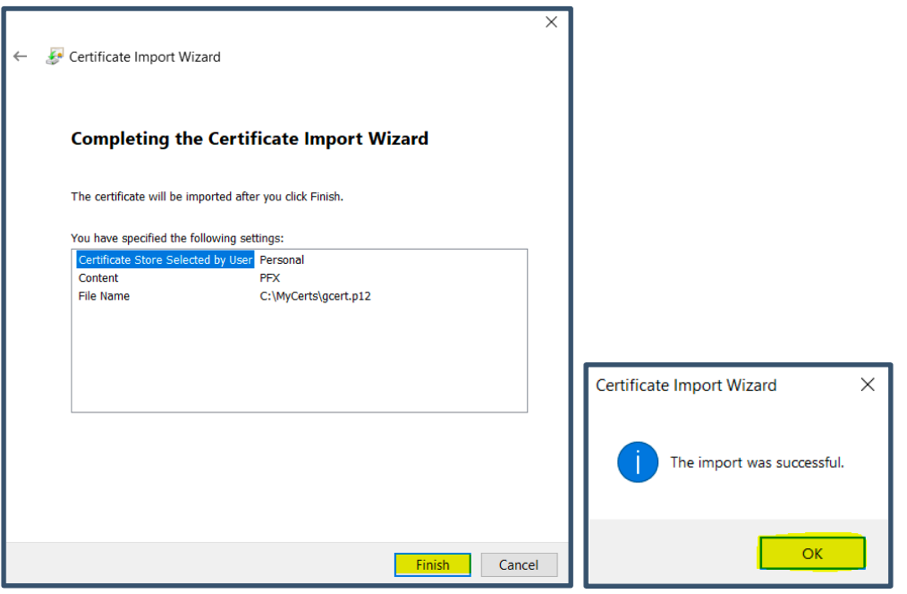 Certificate Import Wizard
Completing the Certificate Import Wizard
The certificate will be imported after you click Finish.
You have specified the following settings:
Certificate Store Selected by User Personal
Content PFX
File Name C:\MyCerts\gcert.p12
Finish Cancel
Certificate Import Wizard
The import was successful.
OK